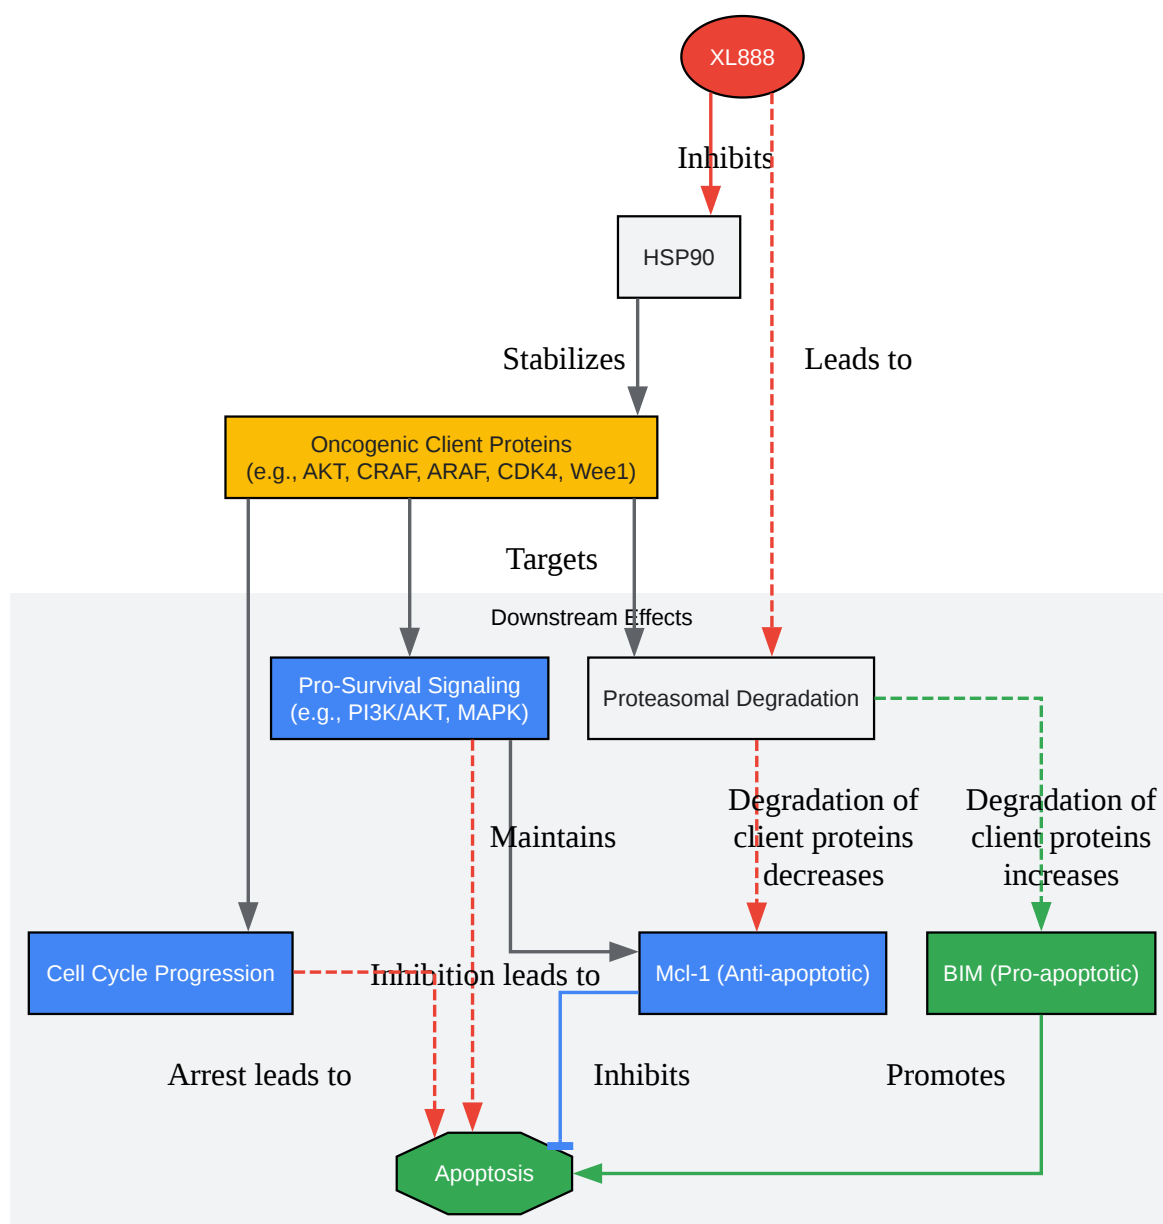 XL888
Inhibits
HSP90
Stabilizes
Leads to
Oncogenic Client Proteins
(e.g., AKT, CRAF, ARAF, CDK4, Wee1)
Targets
Downstream Effects
Pro-Survival Signaling
(e.g., PI3K/AKT, MAPK)
Proteasomal Degradation
Maintains
Degradation of
client proteins
decreases
Degradation of
client proteins
increases
Cell Cycle Progression
Inhibition leads to
Mcl-1 (Anti-apoptotic)
BIM (Pro-apoptotic)
Arrest leads to
Inhibits
Promotes
Apoptosis